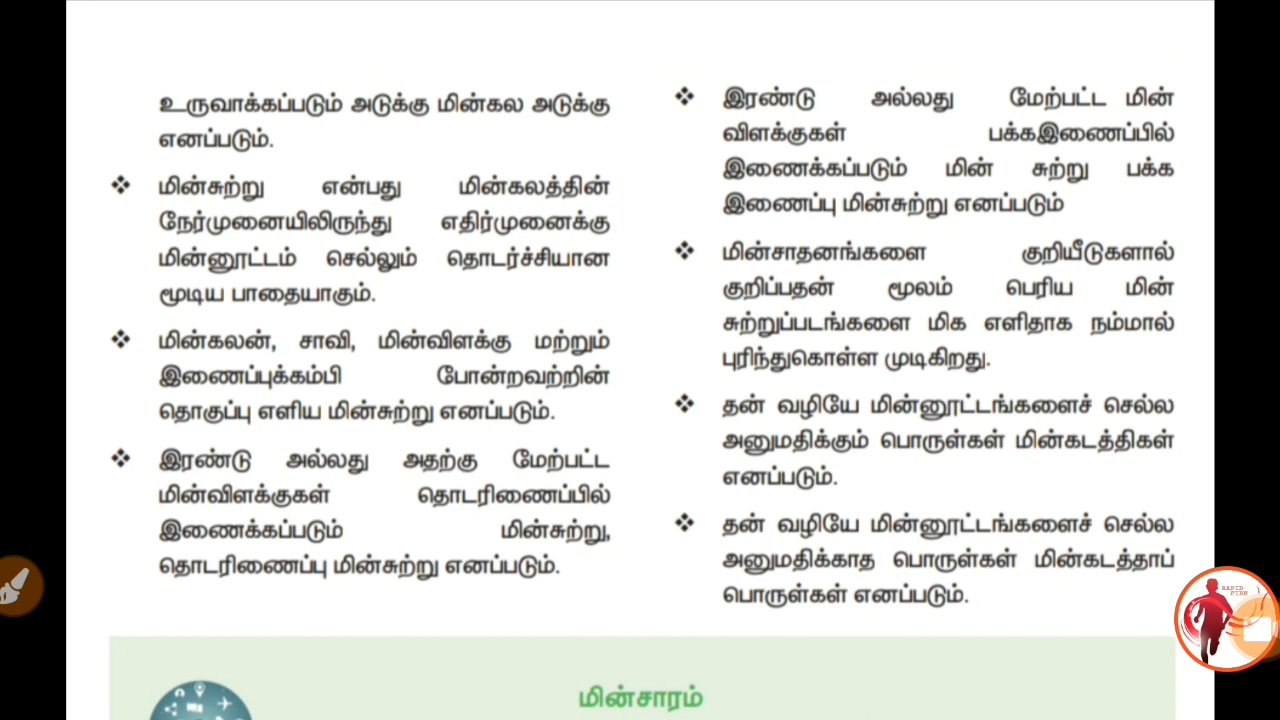 உருவாக்கப்படும் அடுக்கு மின்கல அடுக்கு
எனப்படும்.
❖ மின்சுற்று என்பது மின்கலத்தின்
நேர்முனையிலிருந்து எதிர்முனைக்கு
மின்னூட்டம் செல்லும் தொடர்ச்சியான
மூடிய பாதையாகும்.
❖ மின்கலன், சாவி, மின்விளக்கு மற்றும்
இணைப்புக்கம்பி போன்றவற்றின்
தொகுப்பு எளிய மின்சுற்று எனப்படும்.
❖ இரண்டு அல்லது அதற்கு மேற்பட்ட
மின்விளக்குகள் தொடரிணைப்பில்
இணைக்கப்படும் மின்சுற்று,
தொடரிணைப்பு மின்சுற்று எனப்படும்.
❖ இரண்டு அல்லது மேற்பட்ட மின்
விளக்குகள் பக்கஇணைப்பில்
இணைக்கப்படும் மின் சுற்று பக்க
இணைப்பு மின்சுற்று எனப்படும்
❖ மின்சாதனங்களை குறியீடுகளால்
குறிப்பதன் மூலம் பெரிய மின்
சுற்றுப்படங்களை மிக எளிதாக நம்மால்
புரிந்துகொள்ள முடிகிறது.
❖ தன் வழியே மின்னூட்டங்களைச் செல்ல
அனுமதிக்கும் பொருள்கள் மின்கடத்திகள்
எனப்படும்.
❖ தன் வழியே மின்னூட்டங்களைச் செல்ல
அனுமதிக்காத பொருள்கள் மின்கடத்தாப்
பொருள்கள் எனப்படும்.
மின்சாரம்
RAPID
FIRE